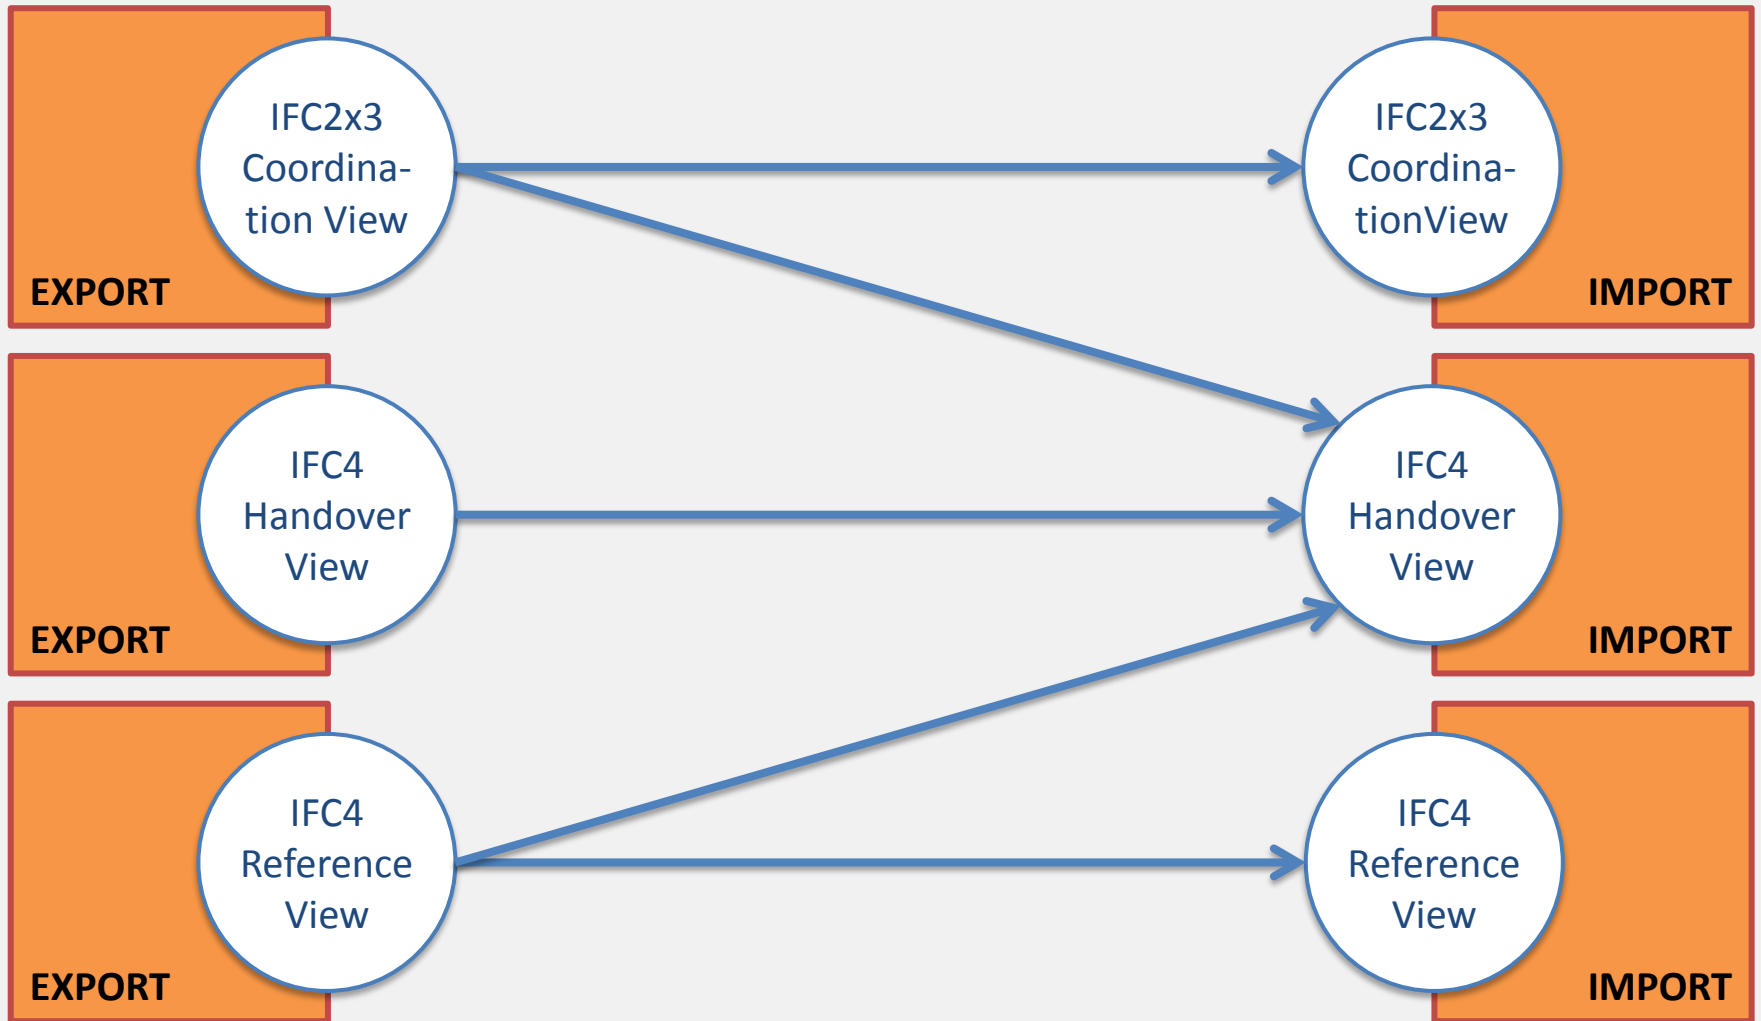 IFC2x3
Coordina-
tion View
EXPORT
IFC2x3
Coordina-
tionView
IMPORT
IFC4
Handover
View
EXPORT
IFC4
Handover
View
IMPORT
IFC4
Reference
View
EXPORT
IFC4
Reference
View
IMPORT